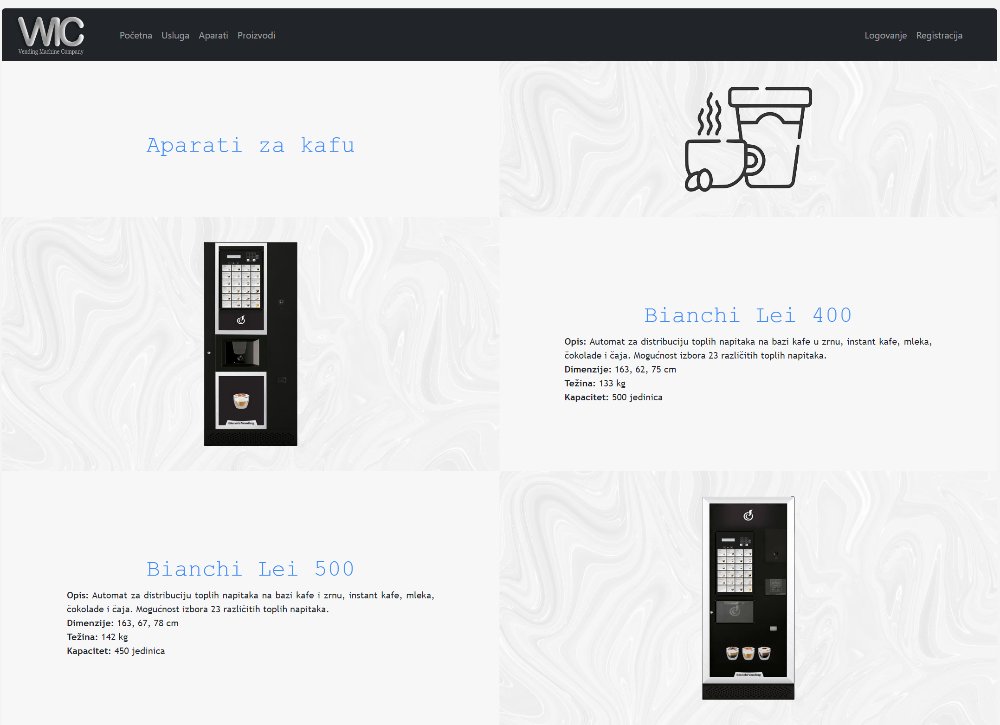 WIC
Vending Machine Company
Početna Usluga Aparati Proizvodi
Logovanje Registracija
Aparati za kafu
Bianchi Vending
Bianchi Lei 400
Opis: Automat za distribuciju toplih napitaka na bazi kafe u zrnu, instant kafe, mleka,
čokolade i čaja. Mogućnost izbora 23 različitih toplih napitaka.
Dimenzije: 163, 62, 75 cm
Težina: 133 kg
Kapacitet: 500 jedinica
Bianchi Lei 500
Opis: Automat za distribuciju toplih napitaka na bazi kafe i zrnu, instant kafe, mleka,
čokolade i čaja. Mogućnost izbora 23 različitih toplih napitaka.
Dimenzije: 163, 67, 78 cm
Težina: 142 kg
Kapacitet: 450 jedinica
Bianchi Vending